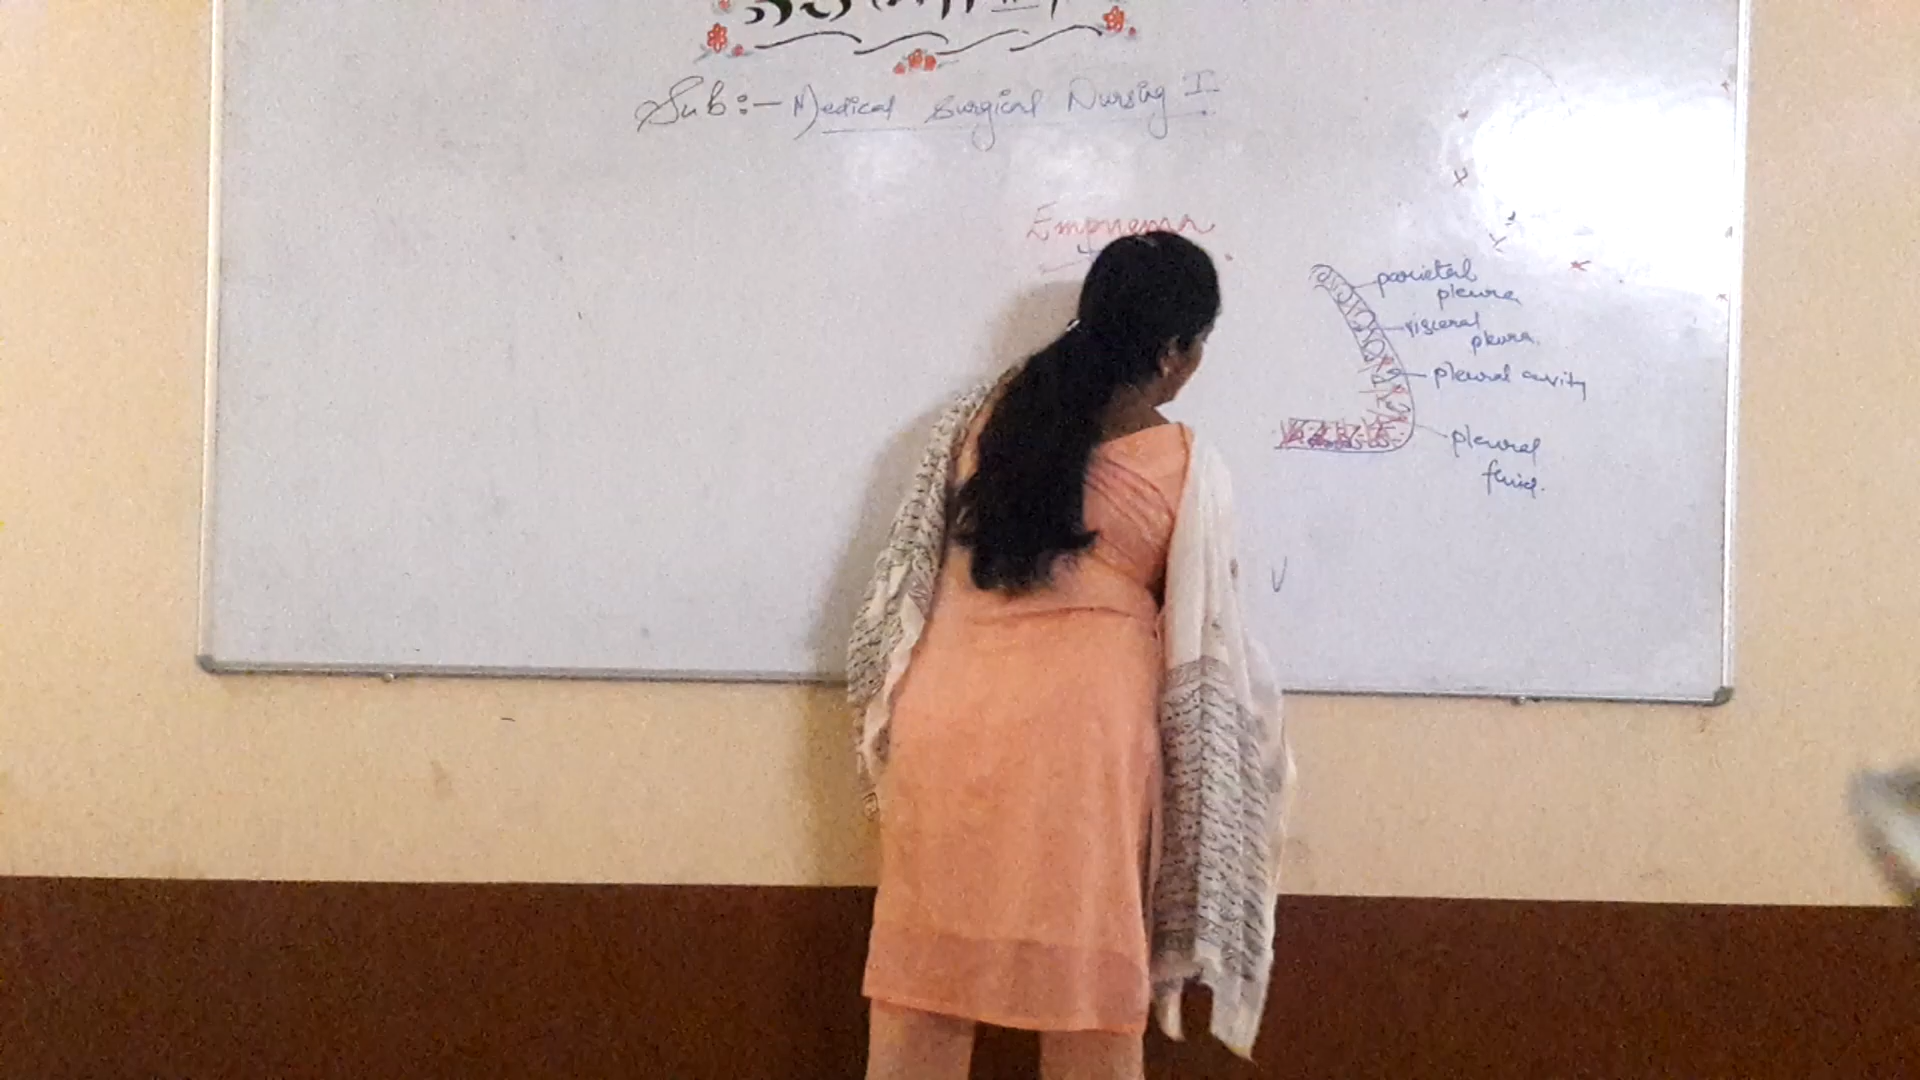 Sub:- Medical Surgical Nursing I
Empyema
parietal
pleura
visceral
pleura.
pleural cavity
pleural
fluid.